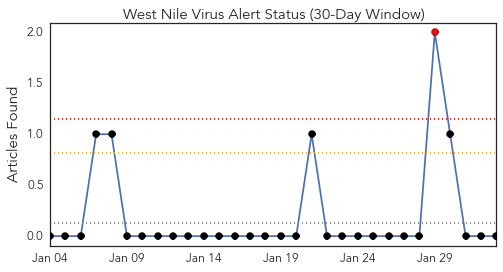 West Nile Virus Alert Status (30-Day Window)
Articles Found
2.0
1.5
1.0
0.5
0.0
Jan 04 Jan 09 Jan 14 Jan 19 Jan 24 Jan 29